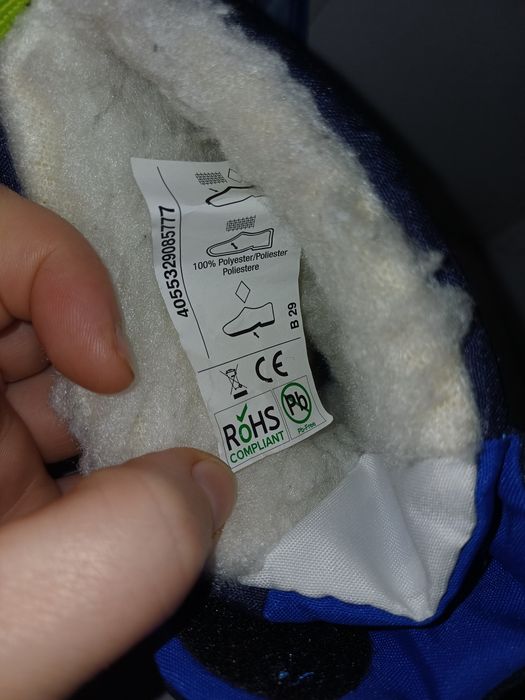 4055329085777
100% Polyester/Poliester
Poliestere
B 29
CE
RoHS
COMPLIANT
Pb
Pb-Free